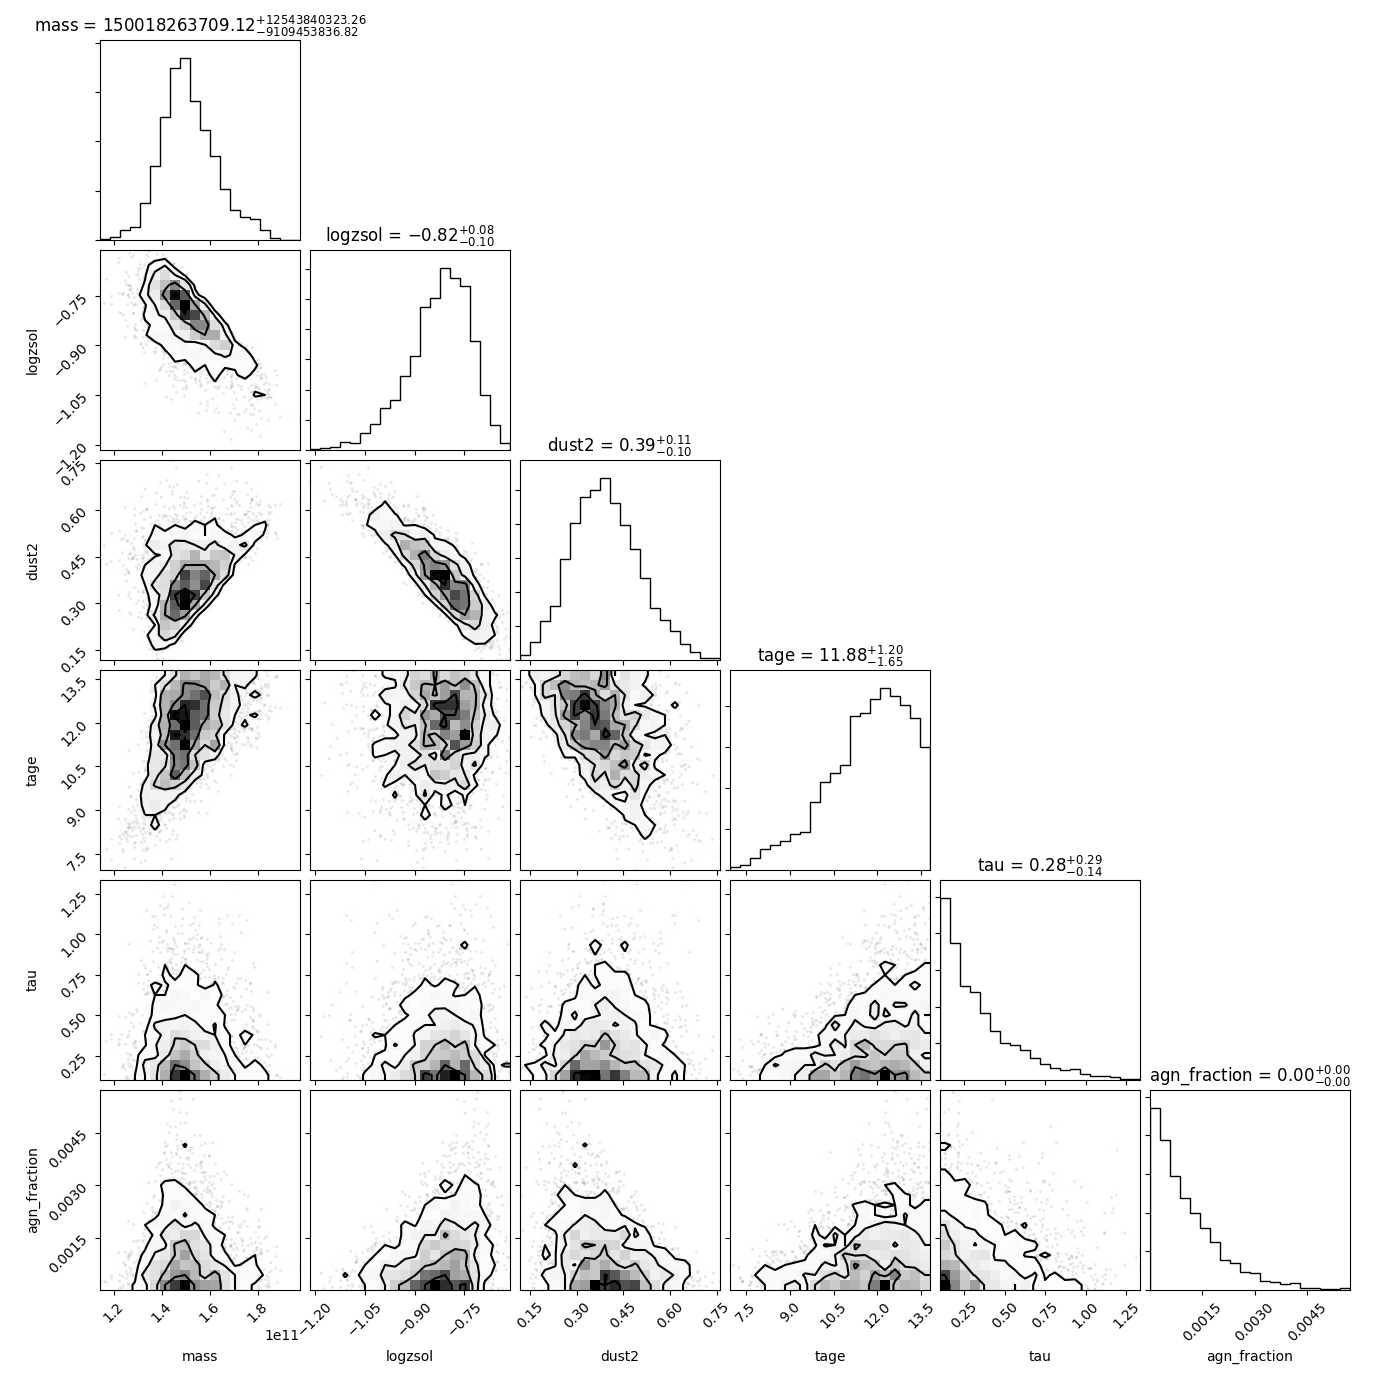 mass = 150018263709.12+12543840323.26−9109453836.82
logzsol = −0.82+0.08−0.10
logzsol
−0.75
−0.90
−1.05
−1.20
dust2 = 0.39+0.11−0.10
dust2
0.75
0.60
0.45
0.30
0.15
tage = 11.88+1.20−1.65
tage
13.5
12.0
10.5
9.0
7.5
tau = 0.28+0.29−0.14
tau
1.25
1.00
0.75
0.50
0.25
agn_fraction = 0.00+0.00−0.00
agn_fraction
0.0045
0.0030
0.0015
1.2 1.4 1.6 1.8
1e11
−1.20 −1.05 −0.90 −0.75
0.15 0.30 0.45 0.60 0.75
7.5 9.0 10.5 12.0 13.5
0.25 0.50 0.75 1.00 1.25
0.0015 0.0030 0.0045
mass logzsol dust2 tage tau agn_fraction